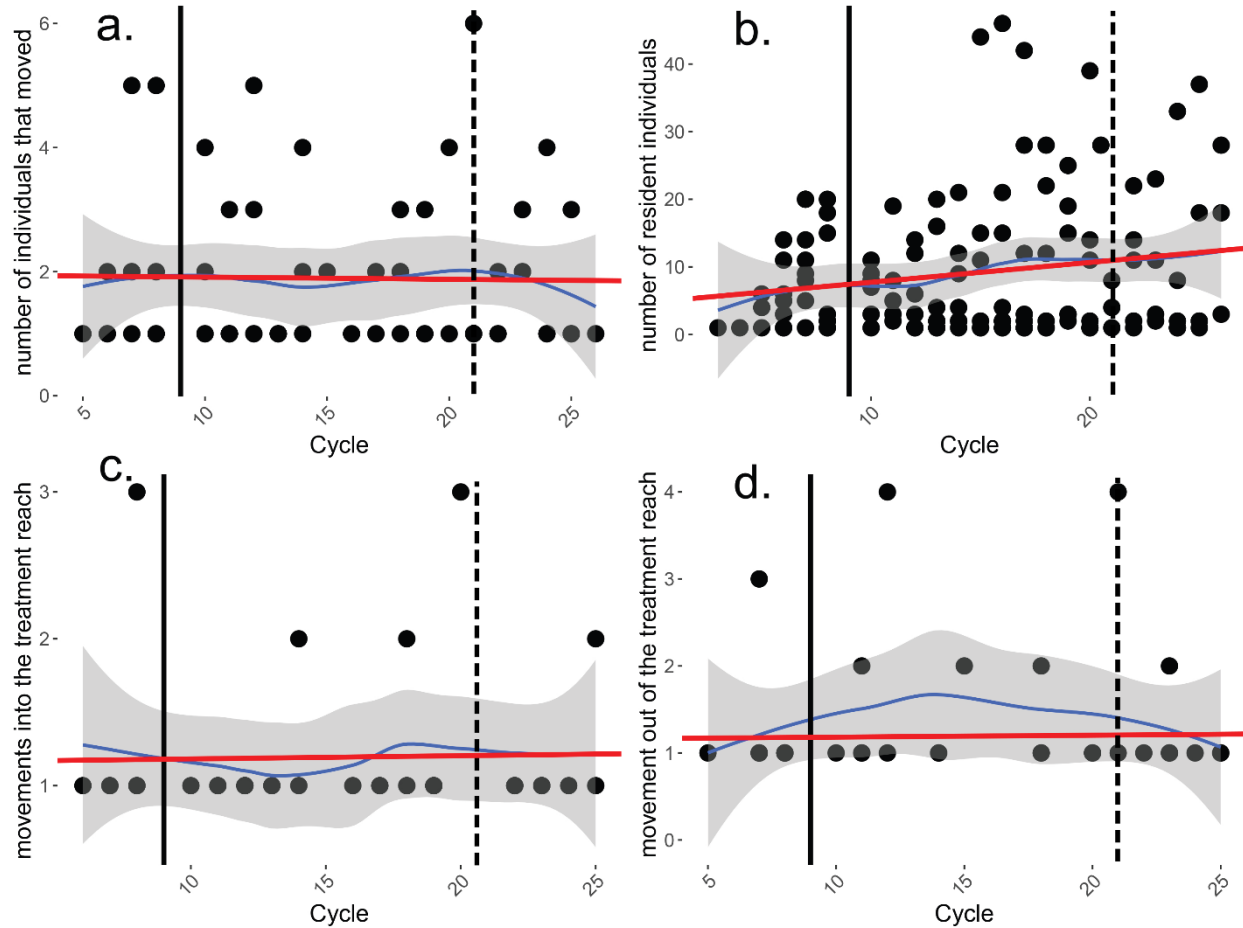 a.
number of individuals that moved
6
4
2
0
5
10
15
20
25
Cycle
b.
number of resident individuals
40
30
20
10
0
10
20
Cycle
c.
movements into the treatment reach
3
2
1
10
15
20
25
Cycle
d.
movement out of the treatment reach
4
3
2
1
0
5
10
15
20
25
Cycle